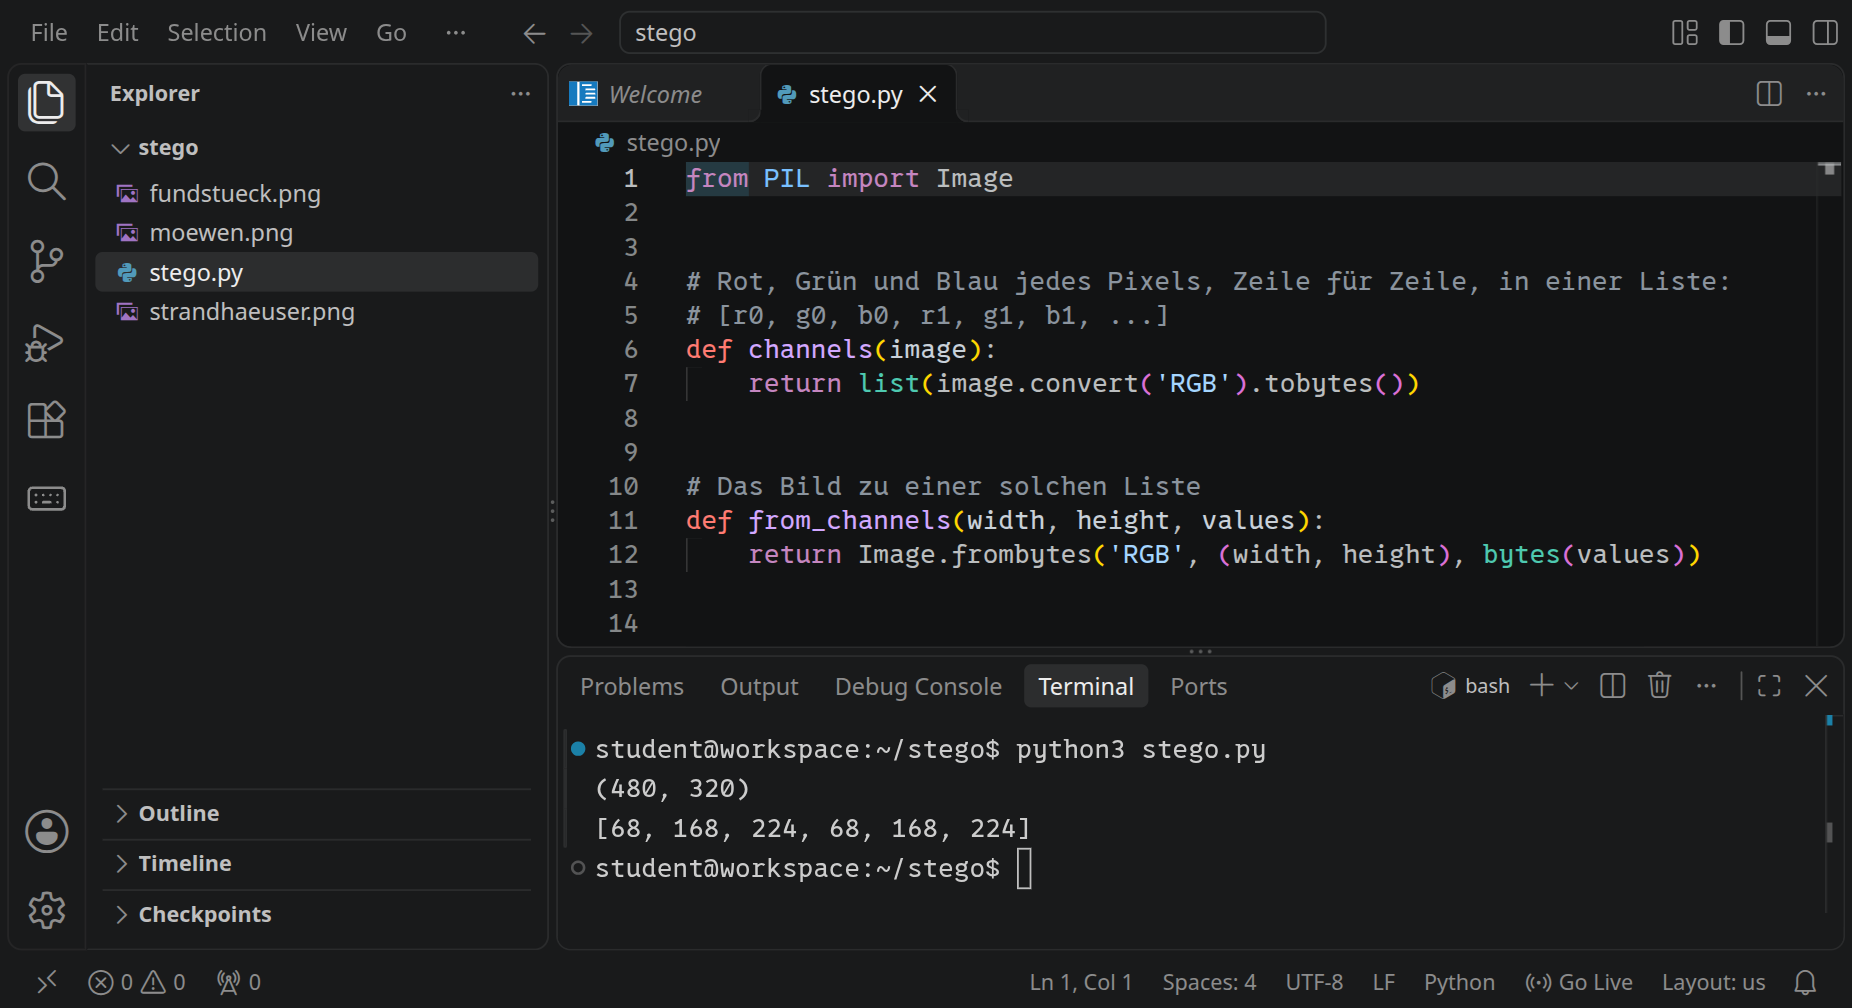 File Edit Selection View Go
stego
Explorer
stego
fundstueck.png
moewen.png
stego.py
strandhaeuser.png
Outline
Timeline
Checkpoints
Welcome
stego.py
stego.py
1 from PIL import Image
2
3
4 # Rot, Grün und Blau jedes Pixels, Zeile für Zeile, in einer Liste:
5 # [r0, g0, b0, r1, g1, b1, ...]
6 def channels(image):
7     return list(image.convert('RGB').tobytes())
8
9
10 # Das Bild zu einer solchen Liste
11 def from_channels(width, height, values):
12     return Image.frombytes('RGB', (width, height), bytes(values))
13
14
Problems Output Debug Console Terminal Ports
bash
student@workspace:~/stego$ python3 stego.py
(480, 320)
[68, 168, 224, 68, 168, 224]
student@workspace:~/stego$
0 0 0
Ln 1, Col 1 Spaces: 4 UTF-8 LF Python Go Live Layout: us